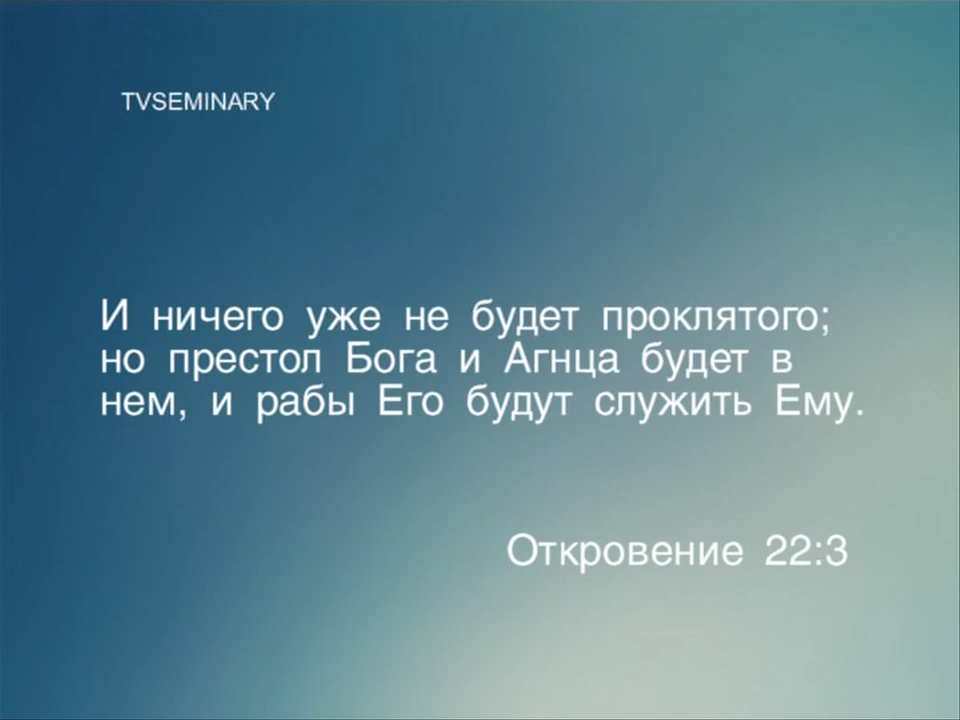 TVSEMINARY
И ничего уже не будет проклятого;
но престол Бога и Агнца будет в
нем, и рабы Его будут служить Ему.
Откровение 22:3